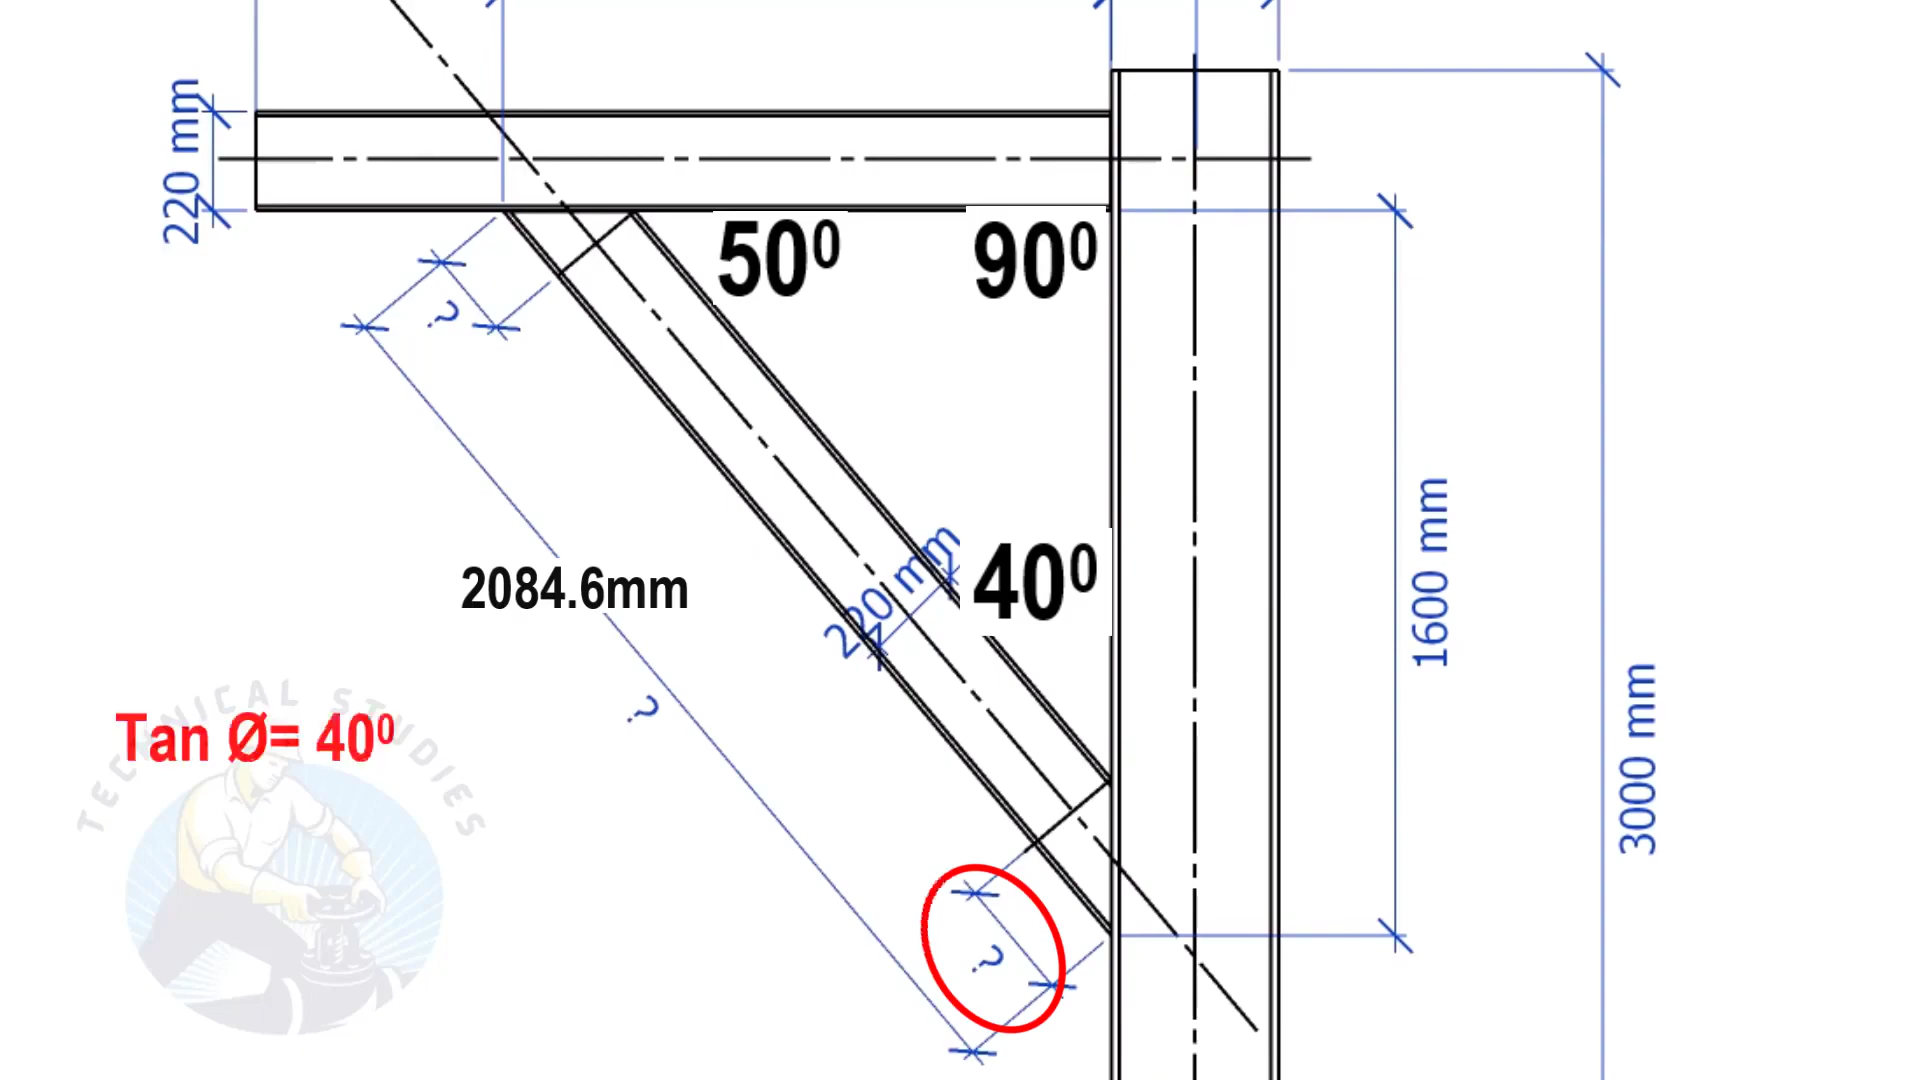 220 mm
50⁰
90⁰
?
220 mm
40⁰
2084.6mm
1600 mm
?
3000 mm
Tan Ø= 40⁰
TECHNICAL STUDIES
?